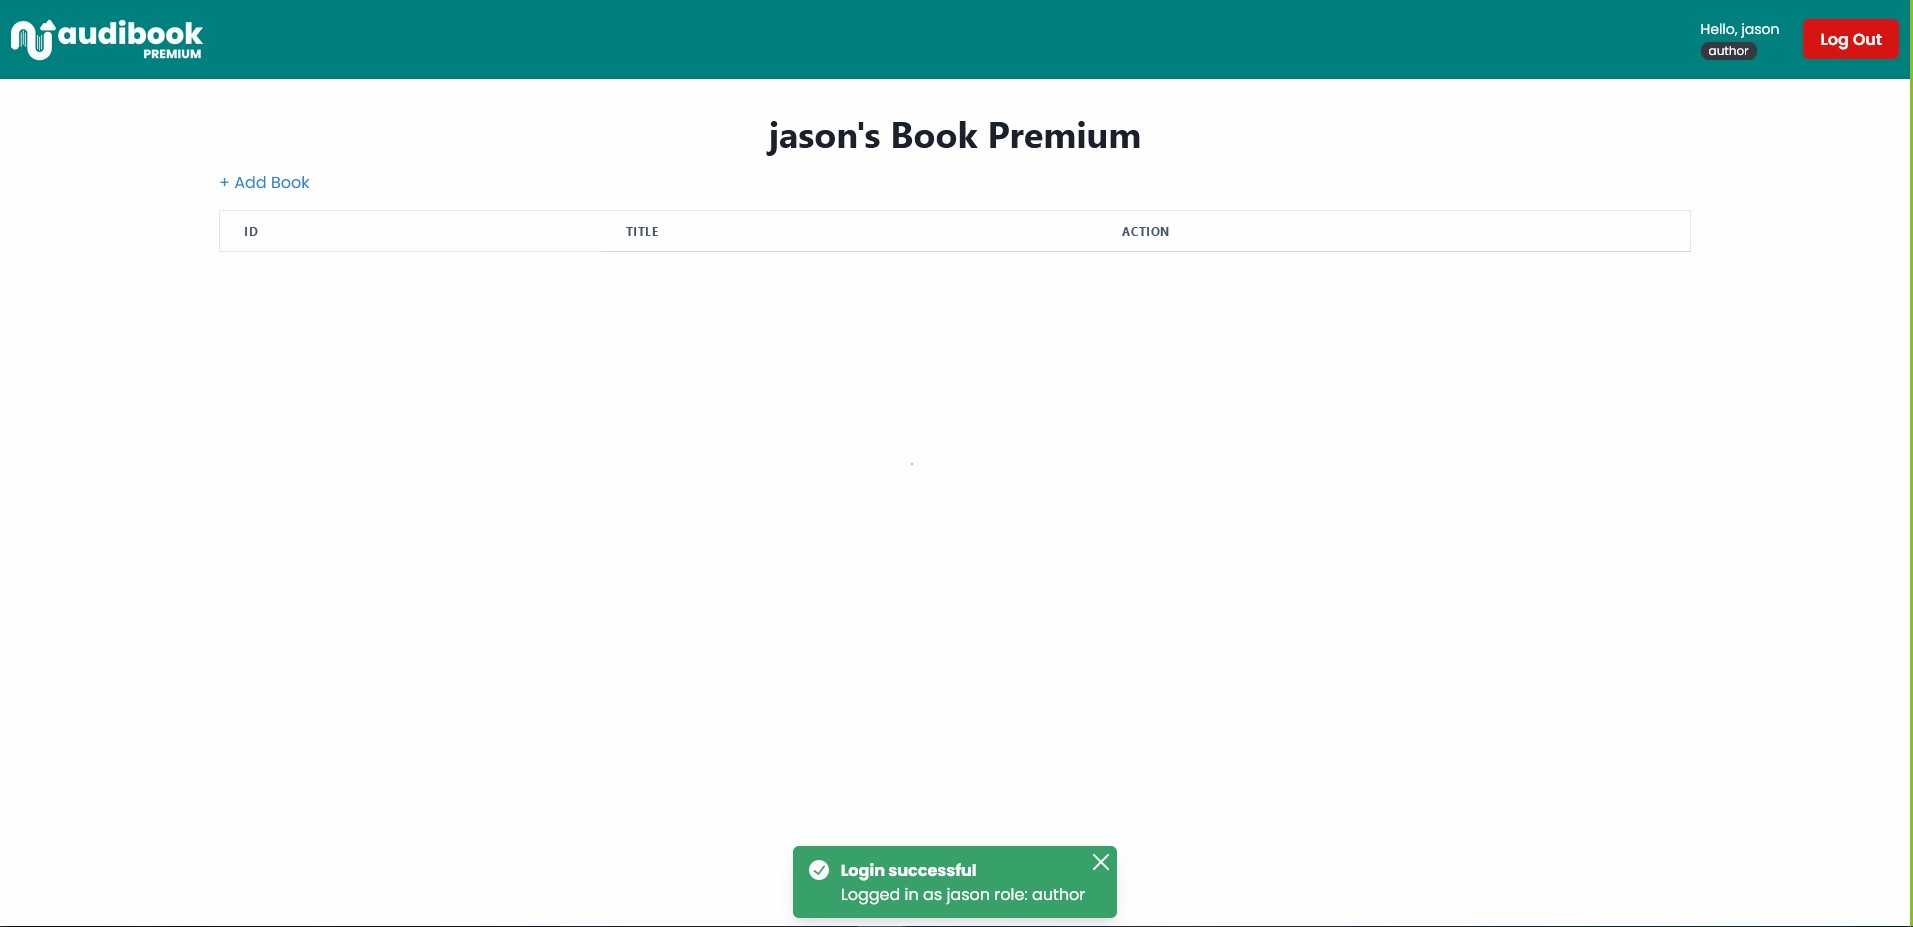 audibook
PREMIUM
Hello, jason
author
Log Out
jason's Book Premium
+ Add Book
ID TITLE ACTION
Login successful
Logged in as jason role: author